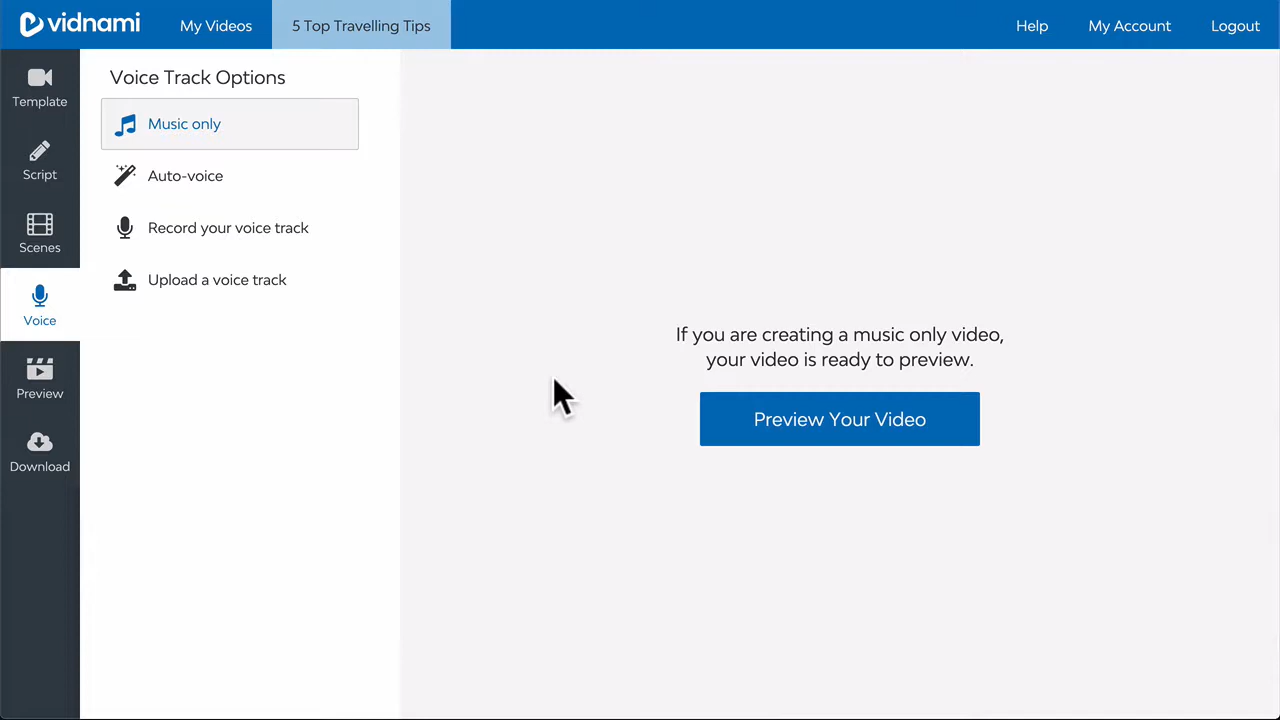 vidnami
My Videos
5 Top Travelling Tips
Help
My Account
Logout
Template
Script
Scenes
Voice
Preview
Download
Voice Track Options
Music only
Auto-voice
Record your voice track
Upload a voice track
If you are creating a music only video,
your video is ready to preview.
Preview Your Video